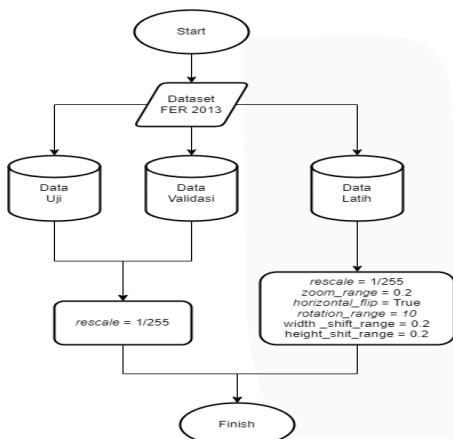 Start
Dataset
FER 2013
Data
Uji
Data
Validasi
Data
Latih
rescale = 1/255
rescale = 1/255
zoom_range = 0.2
horizontal_flip = True
rotation_range = 10
width _shift_range = 0.2
height_shit_range = 0.2
Finish